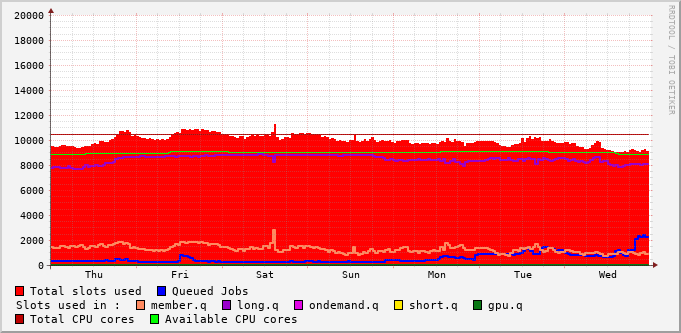 20000
18000
16000
14000
12000
10000
8000
6000
4000
2000
0
Thu Fri Sat Sun Mon Tue Wed
Total slots used Queued Jobs
Slots used in : member.q long.q ondemand.q short.q gpu.q
Total CPU cores Available CPU cores
RRDTOOL / TOBI OETIKER